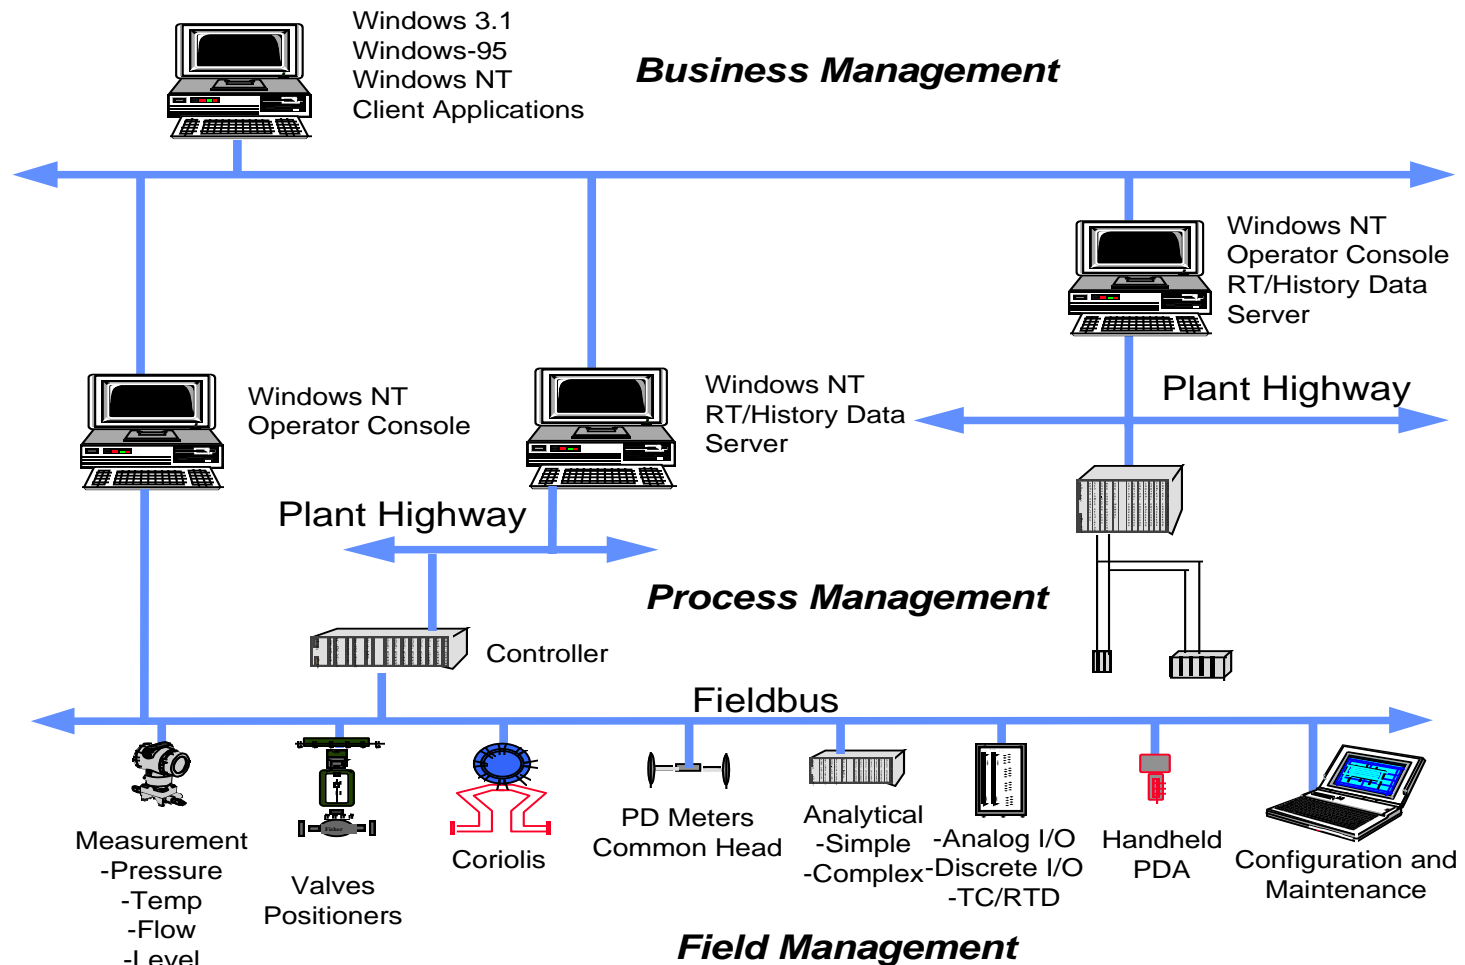 Windows 3.1
Windows-95
Windows NT
Client Applications
Business Management
Windows NT
Operator Console
RT/History Data
Server
Windows NT
Operator Console
Windows NT
RT/History Data
Server
Plant Highway
Plant Highway
Process Management
Controller
Fieldbus
Measurement
-Pressure
-Temp
-Flow
-Level
Fisher
Valves
Positioners
Coriolis
PD Meters
Common Head
Analytical
-Simple
-Complex
-Analog I/O
-Discrete I/O
-TC/RTD
Handheld
PDA
Configuration and
Maintenance
Field Management